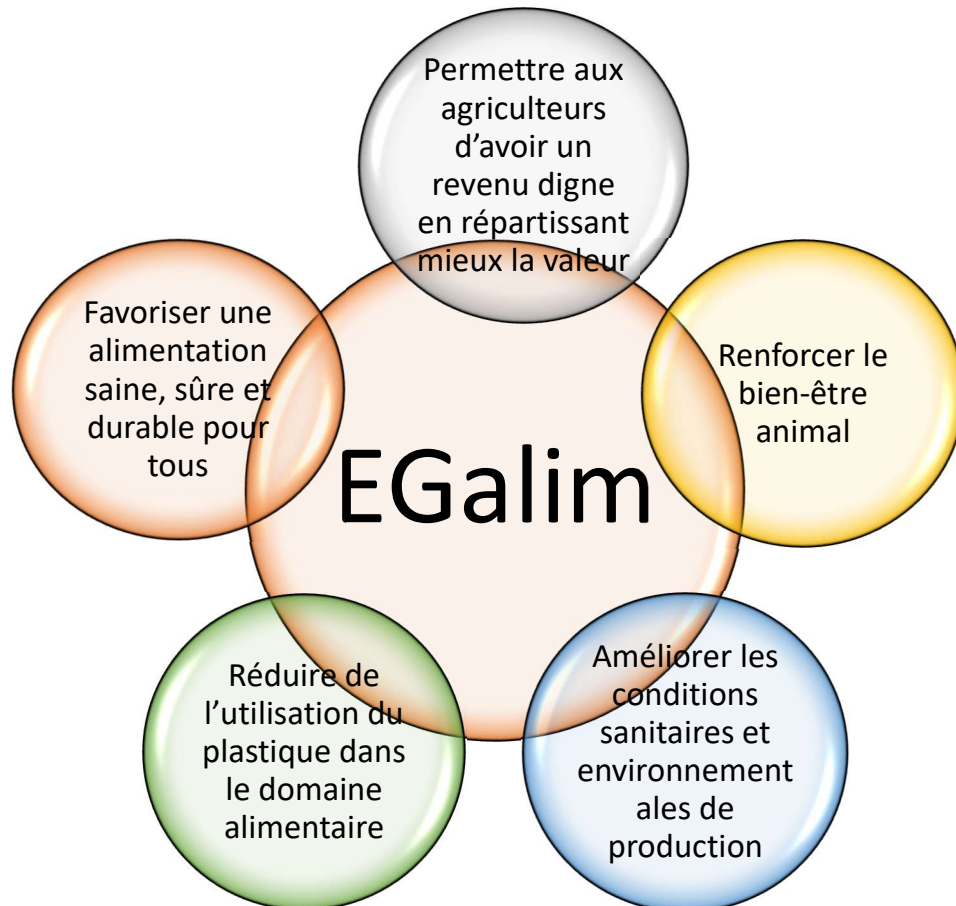 Permettre aux
agriculteurs
d’avoir un
revenu digne
en répartissant
mieux la valeur
Favoriser une
alimentation
saine, sûre et
durable pour
tous
Renforcer le
bien-être
animal
EGalim
Réduire de
l’utilisation du
plastique dans
le domaine
alimentaire
Améliorer les
conditions
sanitaires et
environnement
ales de
production